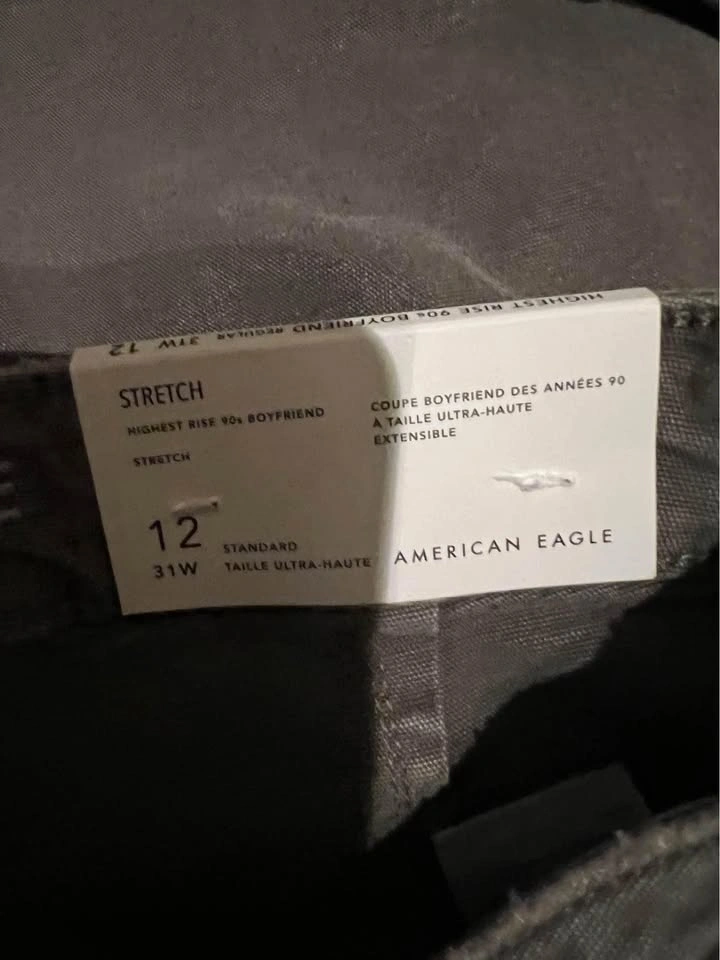 HIGHEST RISE 90s BOYFRIEND REGULAR 31W 12
STRETCH
HIGHEST RISE 90s BOYFRIEND
STRETCH
12
31W
STANDARD
TAILLE ULTRA-HAUTE
COUPE BOYFRIEND DES ANNÉES 90
À TAILLE ULTRA-HAUTE
EXTENSIBLE
AMERICAN EAGLE